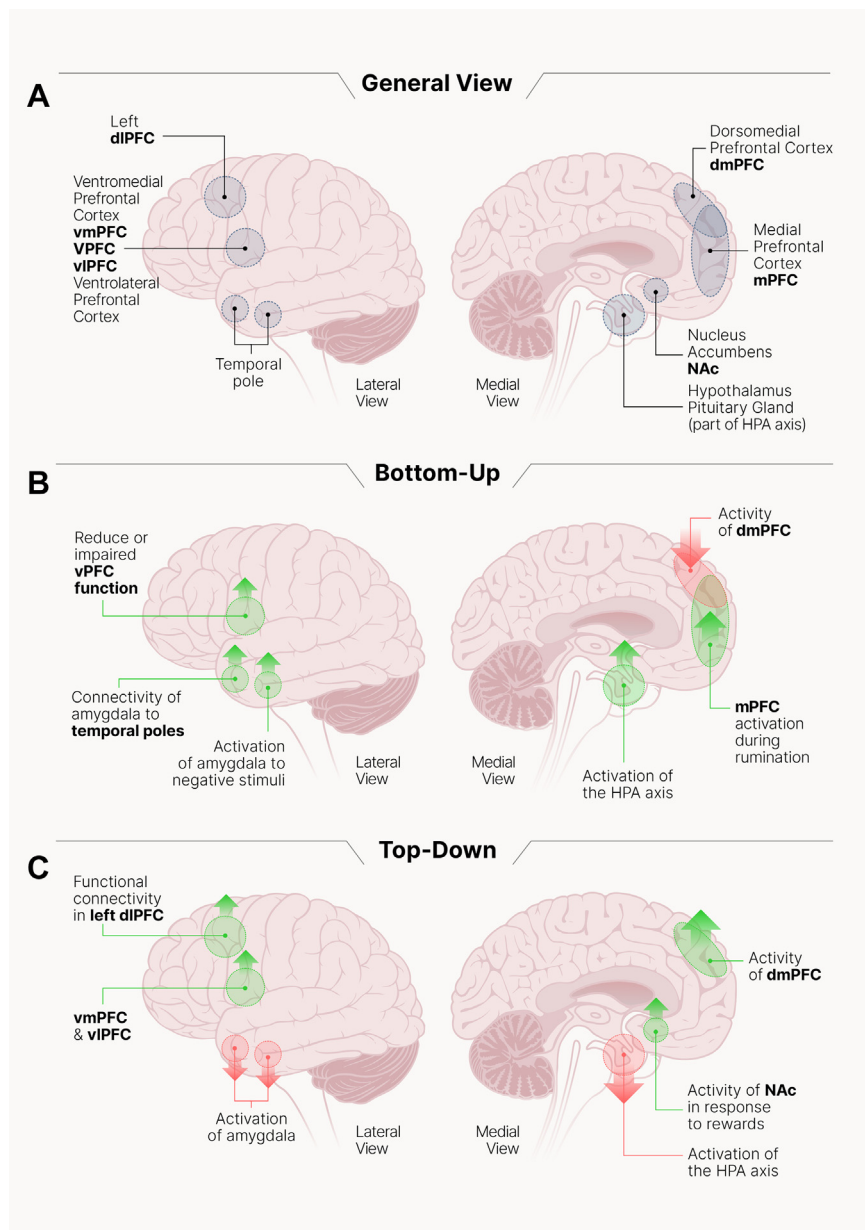 General View
A
Left
dlPFC
Ventromedial
Prefrontal
Cortex
vmPFC
VPFC
vlPFC
Ventrolateral
Prefrontal
Cortex
Temporal
pole
Lateral
View
Medial
View
Dorsomedial
Prefrontal Cortex
dmPFC
Medial
Prefrontal
Cortex
mPFC
Nucleus
Accumbens
NAc
Hypothalamus
Pituitary Gland
(part of HPA axis)
Bottom-Up
B
Reduce or
impaired
vPFC
function
Connectivity of
amygdala to
temporal poles
Activation
of amygdala to
negative stimuli
Lateral
View
Medial
View
Activity
of dmPFC
mPFC
activation
during
rumination
Activation of
the HPA axis
Top-Down
C
Functional
connectivity
in left dlPFC
vmPFC
& vlPFC
Activation
of amygdala
Lateral
View
Medial
View
Activity
of dmPFC
Activity of NAc
in response
to rewards
Activation of
the HPA axis